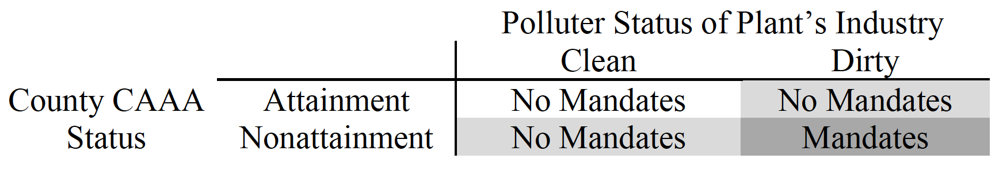 Polluter Status of Plant’s Industry
Clean Dirty
County CAAA Attainment No Mandates No Mandates
Status Nonattainment No Mandates Mandates